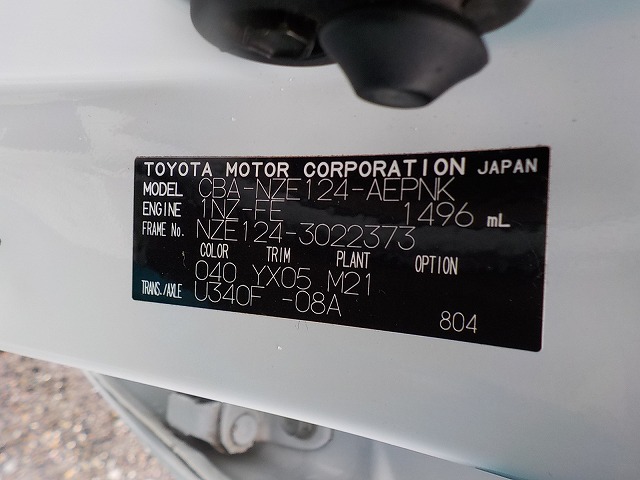 TOYOTA MOTOR CORPORATION JAPAN
MODEL CBA-NZE124-AEPNK
ENGINE 1NZ-FE 1496 mL
FRAME No. NZE124-3022373
COLOR TRIM PLANT OPTION
040 YX05 M21
TRANS./AXLE U340F -08A
804